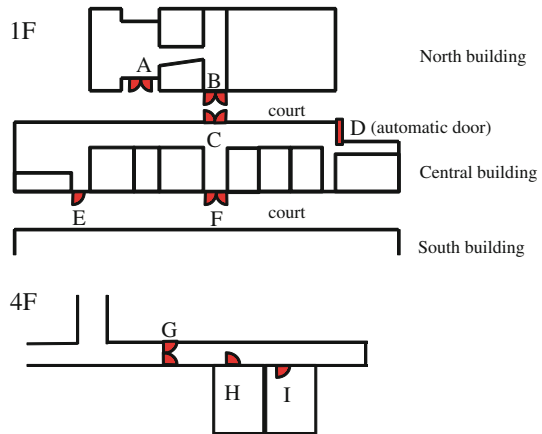 1F
North building
A
B
court
C
D (automatic door)
Central building
E
F
court
South building
4F
G
H
I